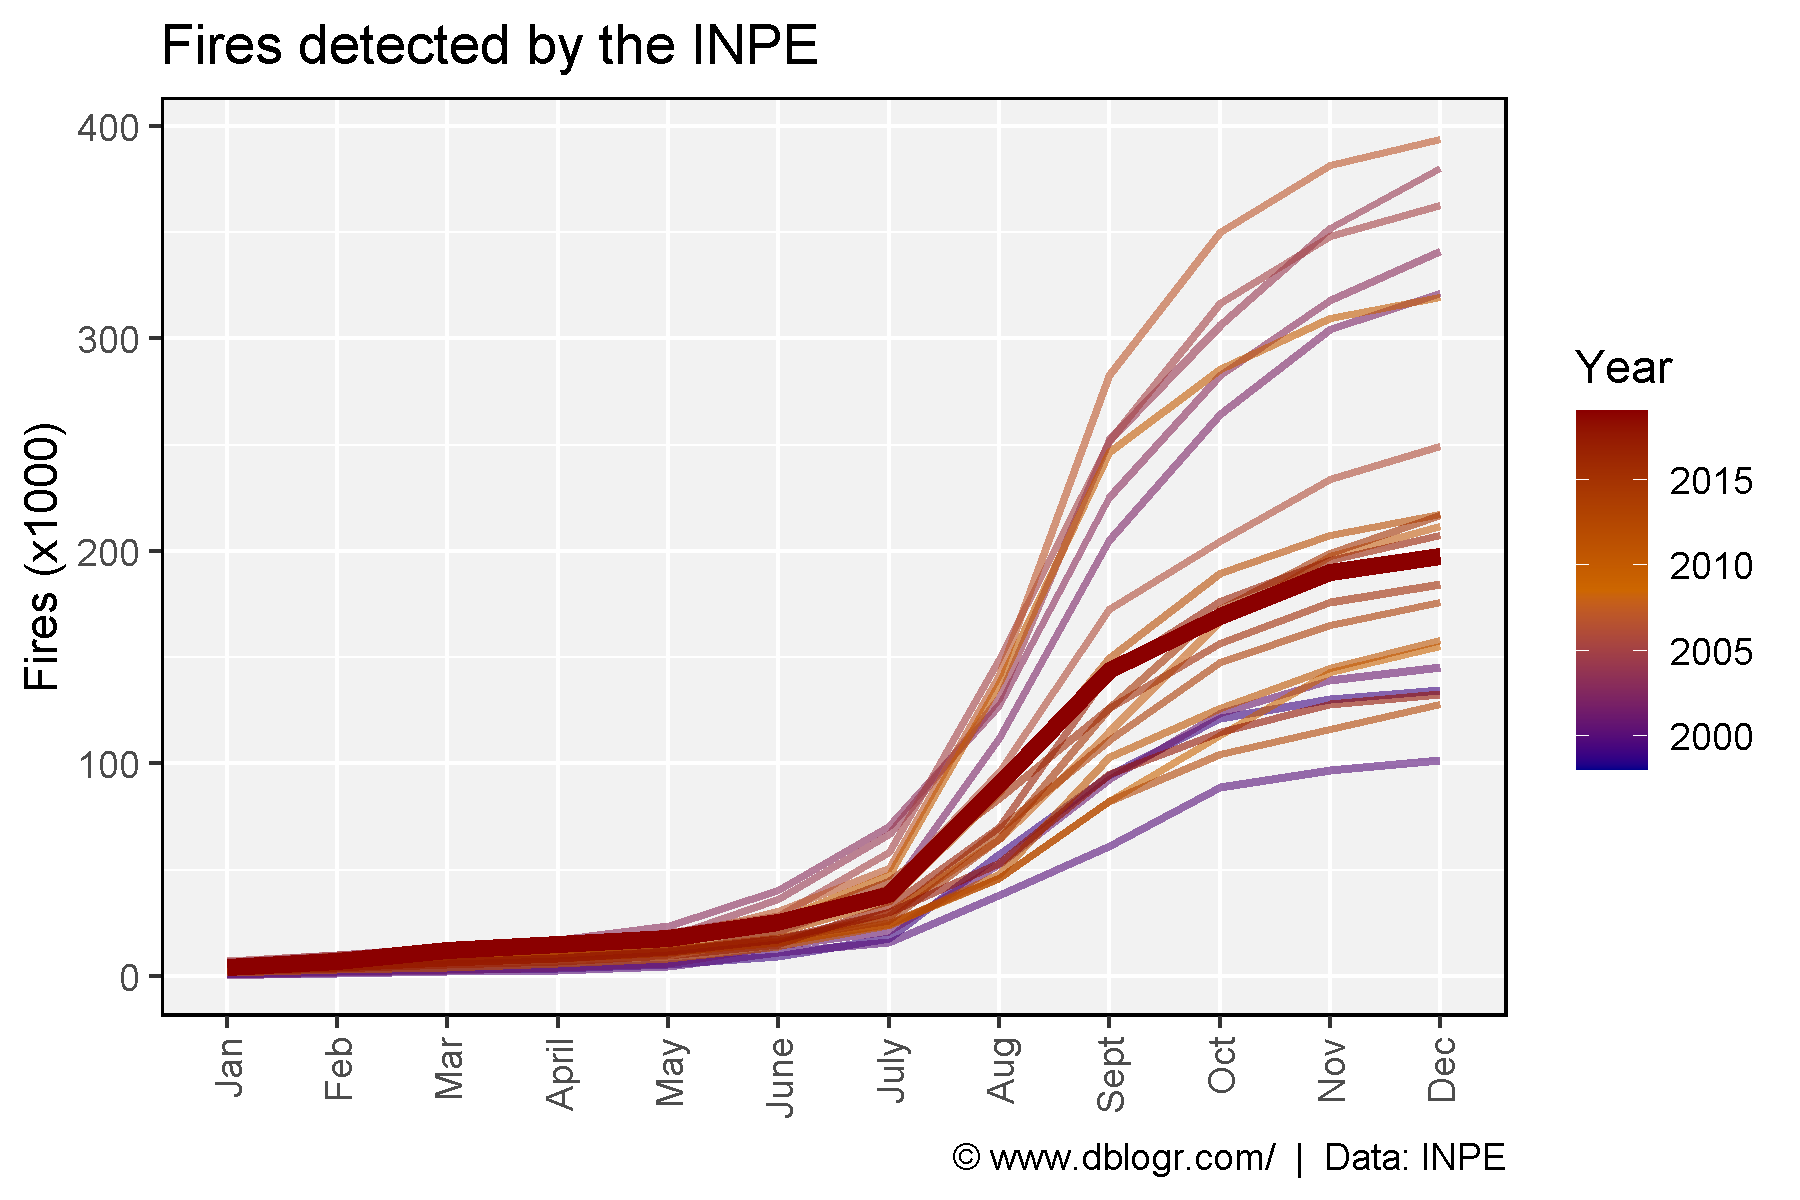 Fires detected by the INPE
400
300
200
100
0
Fires (x1000)
Jan
Feb
Mar
April
May
June
July
Aug
Sept
Oct
Nov
Dec
Year
2015
2010
2005
2000
© www.dblogr.com/ | Data: INPE